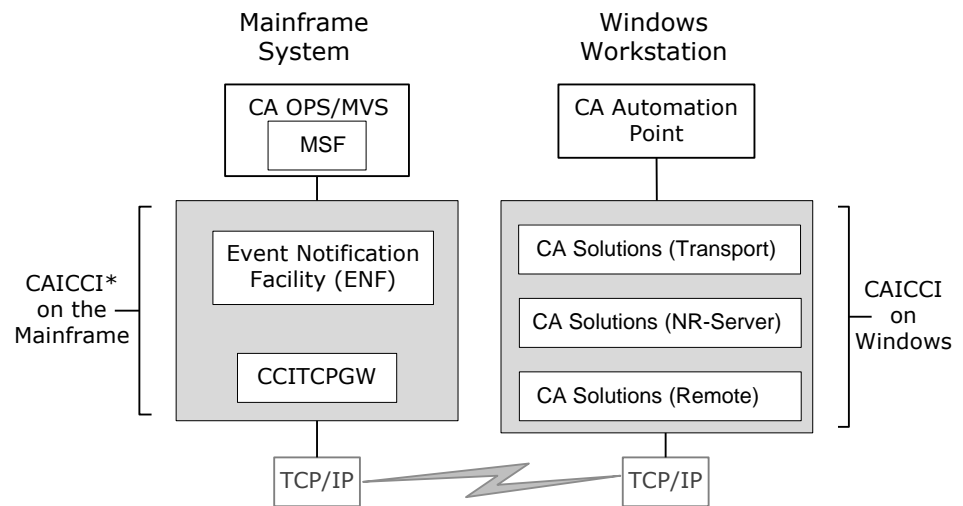 Mainframe
System
Windows
Workstation
CA OPS/MVS
MSF
CA Automation
Point
CAICCI*
on the
Mainframe
Event Notification
Facility (ENF)
CCITCPGW
CA Solutions (Transport)
CA Solutions (NR-Server)
CA Solutions (Remote)
CAICCI
on
Windows
TCP/IP
TCP/IP